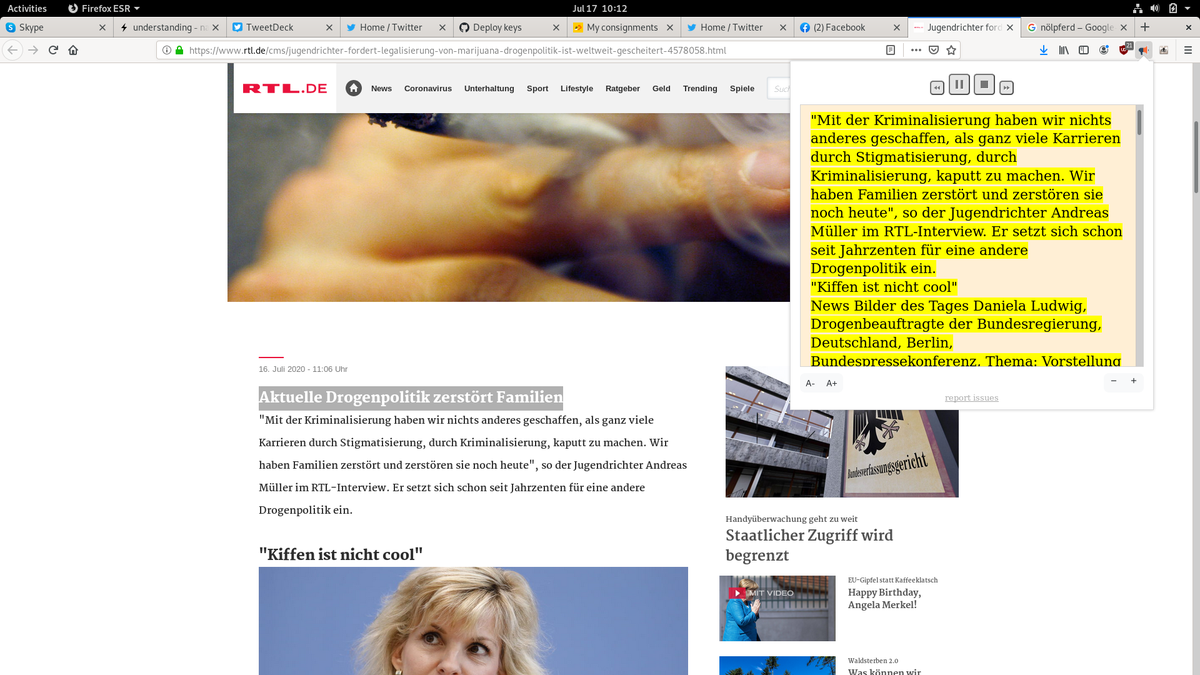 Activities
Firefox ESR
Jul 17 10:12
Skype
understanding - n
TweetDeck
Home / Twitter
Deploy keys
My consignments
Home / Twitter
(2) Facebook
Jugendrichter for
nölpferd – Google
https://www.rtl.de/cms/jugendrichter-fordert-legalisierung-von-marijuana-drogenpolitik-ist-weltweit-gescheitert-4578058.html
RTL.DE
News
Coronavirus
Unterhaltung
Sport
Lifestyle
Ratgeber
Geld
Trending
Spiele
Suc
"Mit der Kriminalisierung haben wir nichts
anderes geschaffen, als ganz viele Karrieren
durch Stigmatisierung, durch
Kriminalisierung, kaputt zu machen. Wir
haben Familien zerstört und zerstören sie
noch heute", so der Jugendrichter Andreas
Müller im RTL-Interview. Er setzt sich schon
seit Jahrzenten für eine andere
Drogenpolitik ein.
"Kiffen ist nicht cool"
News Bilder des Tages Daniela Ludwig,
Drogenbeauftragte der Bundesregierung,
Deutschland, Berlin,
Bundespressekonferenz, Thema: Vorstellung
A-
A+
−
+
report issues
16. Juli 2020 - 11:06 Uhr
Aktuelle Drogenpolitik zerstört Familien
"Mit der Kriminalisierung haben wir nichts anderes geschaffen, als ganz viele
Karrieren durch Stigmatisierung, durch Kriminalisierung, kaputt zu machen. Wir
haben Familien zerstört und zerstören sie noch heute", so der Jugendrichter Andreas
Müller im RTL-Interview. Er setzt sich schon seit Jahrzenten für eine andere
Drogenpolitik ein.
"Kiffen ist nicht cool"
Bundesverfassungsgericht
Handyüberwachung geht zu weit
Staatlicher Zugriff wird
begrenzt
MIT VIDEO
EU-Gipfel statt Kaffeeklatsch
Happy Birthday,
Angela Merkel!
Waldsterben 2.0
Was können wir